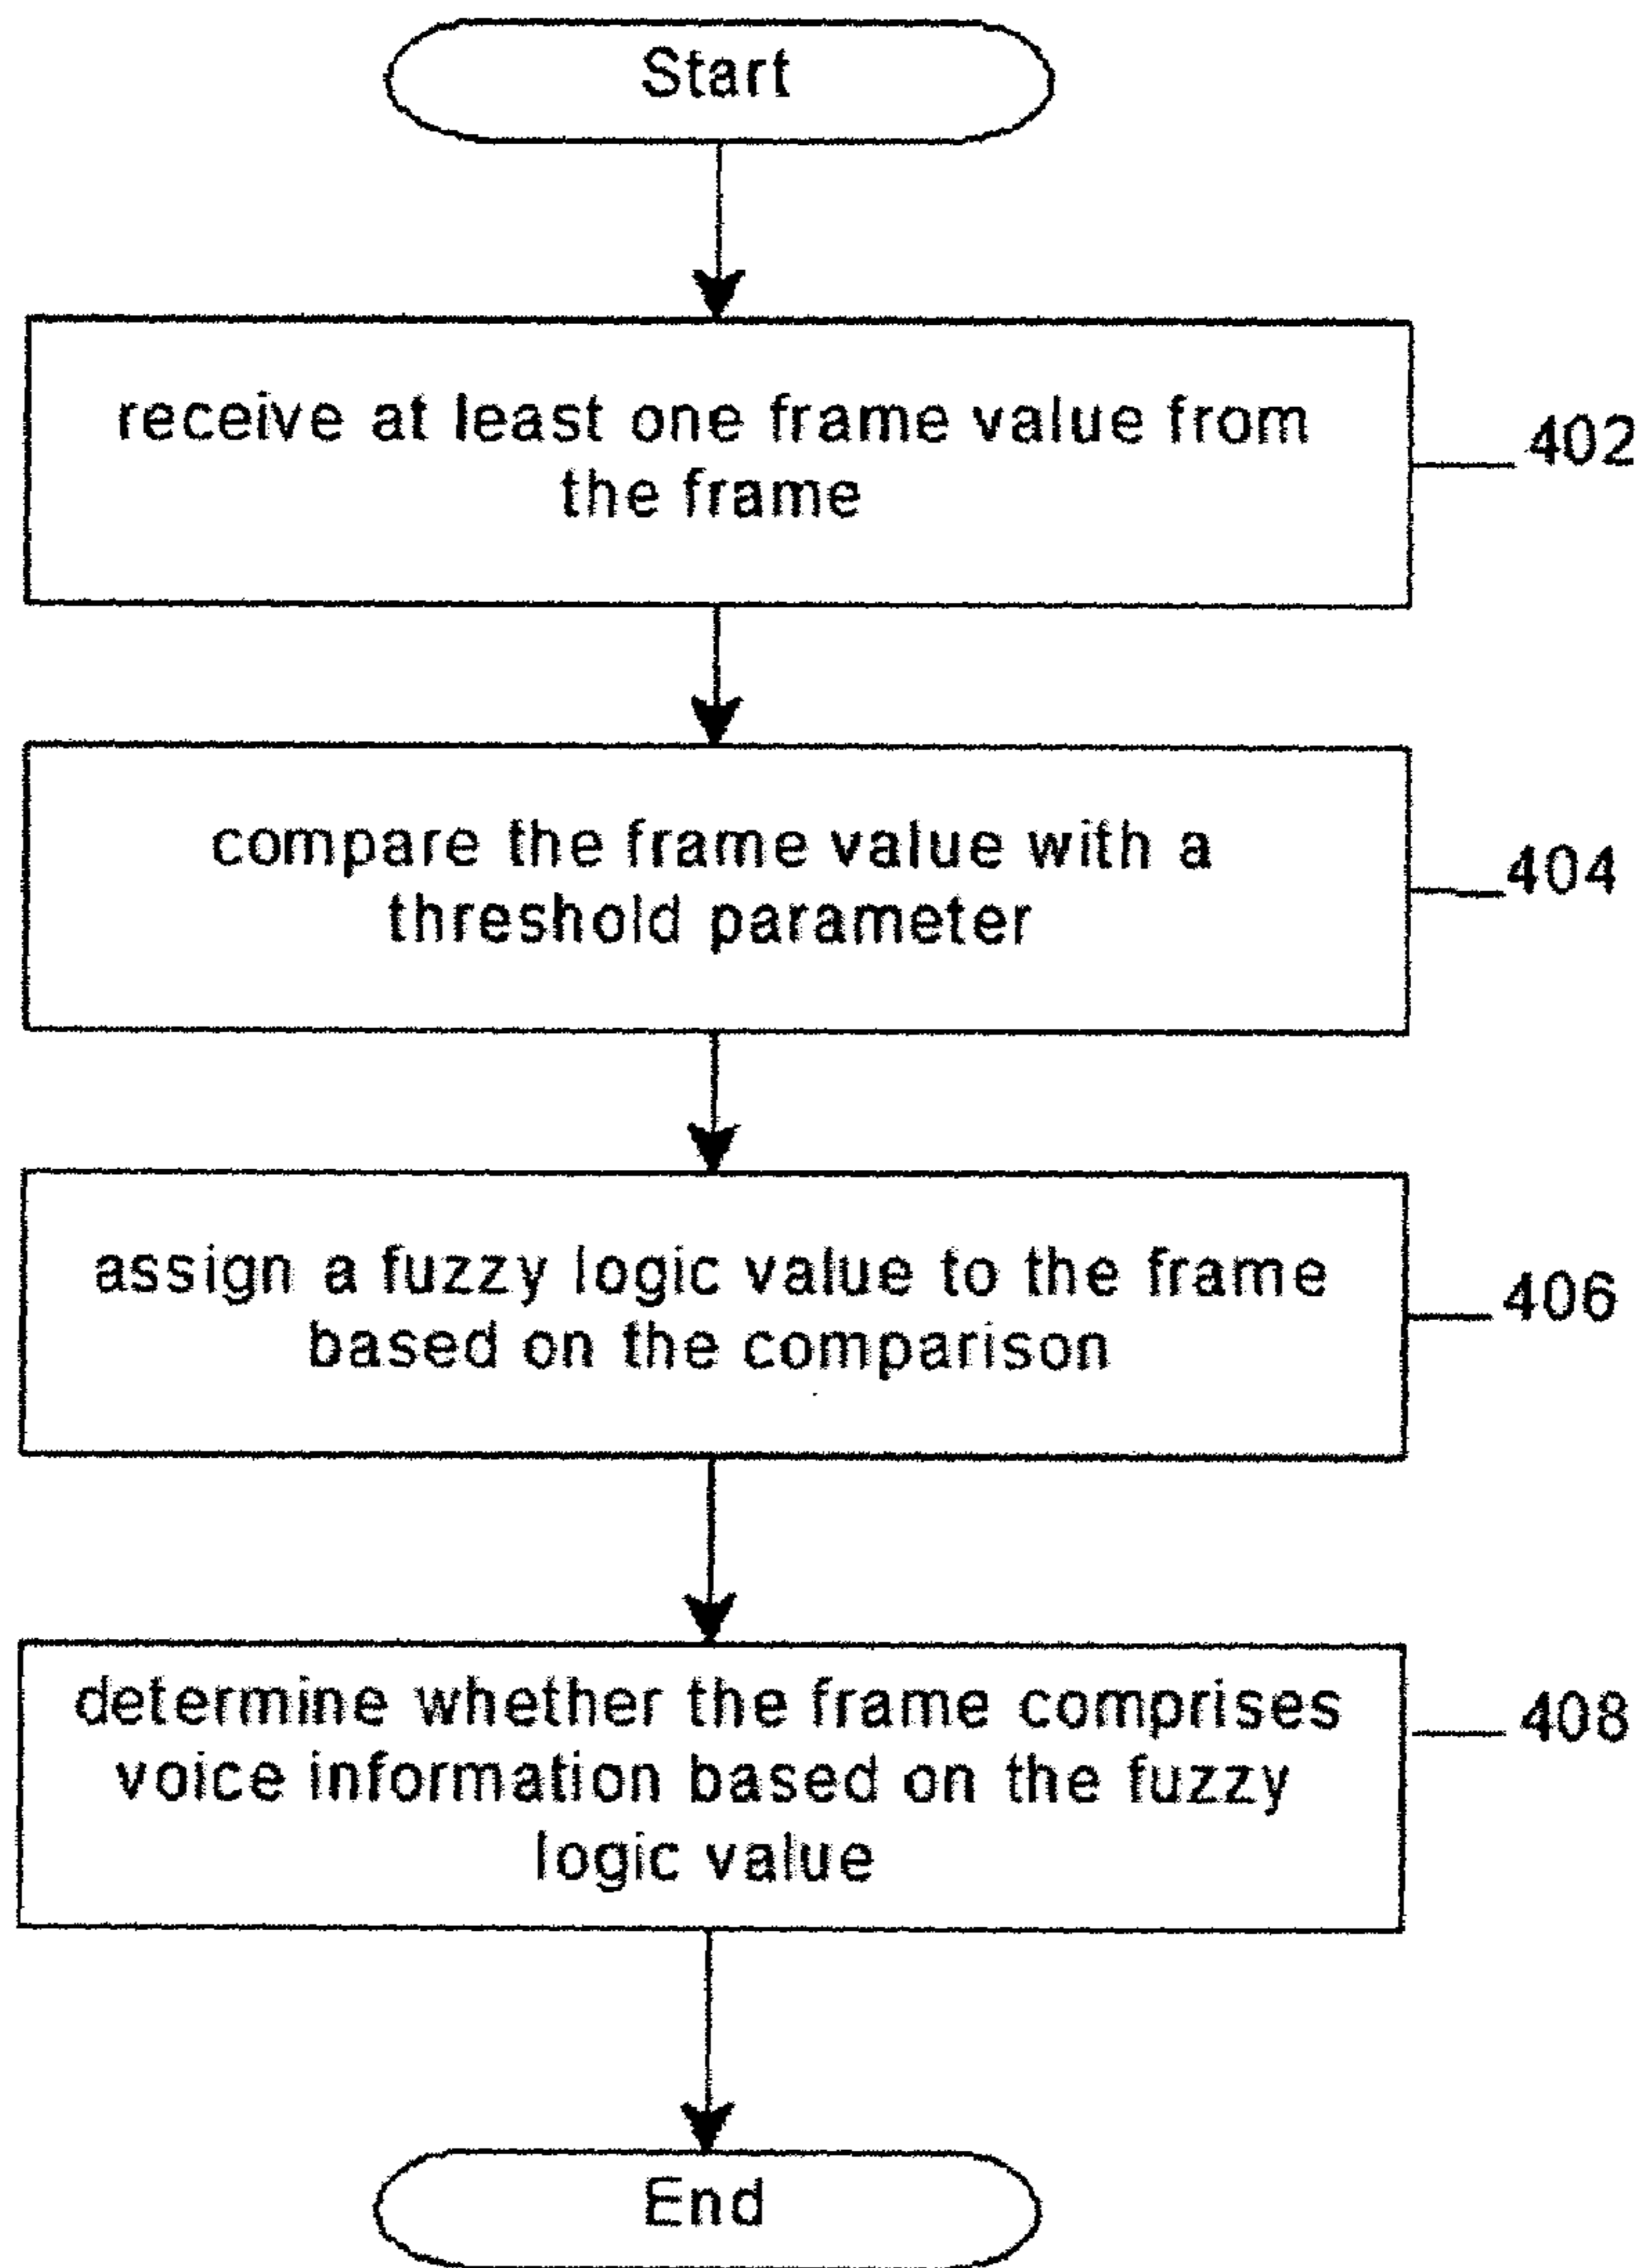 Start
receive at least one frame value from
the frame
402
compare the frame value with a
threshold parameter
404
assign a fuzzy logic value to the frame
based on the comparison
406
determine whether the frame comprises
voice information based on the fuzzy
logic value
408
End